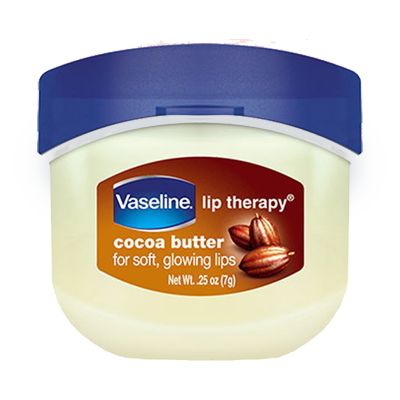 Vaseline. lip therapy®
cocoa butter
for soft, glowing lips
Net Wt. .25 oz (7g)